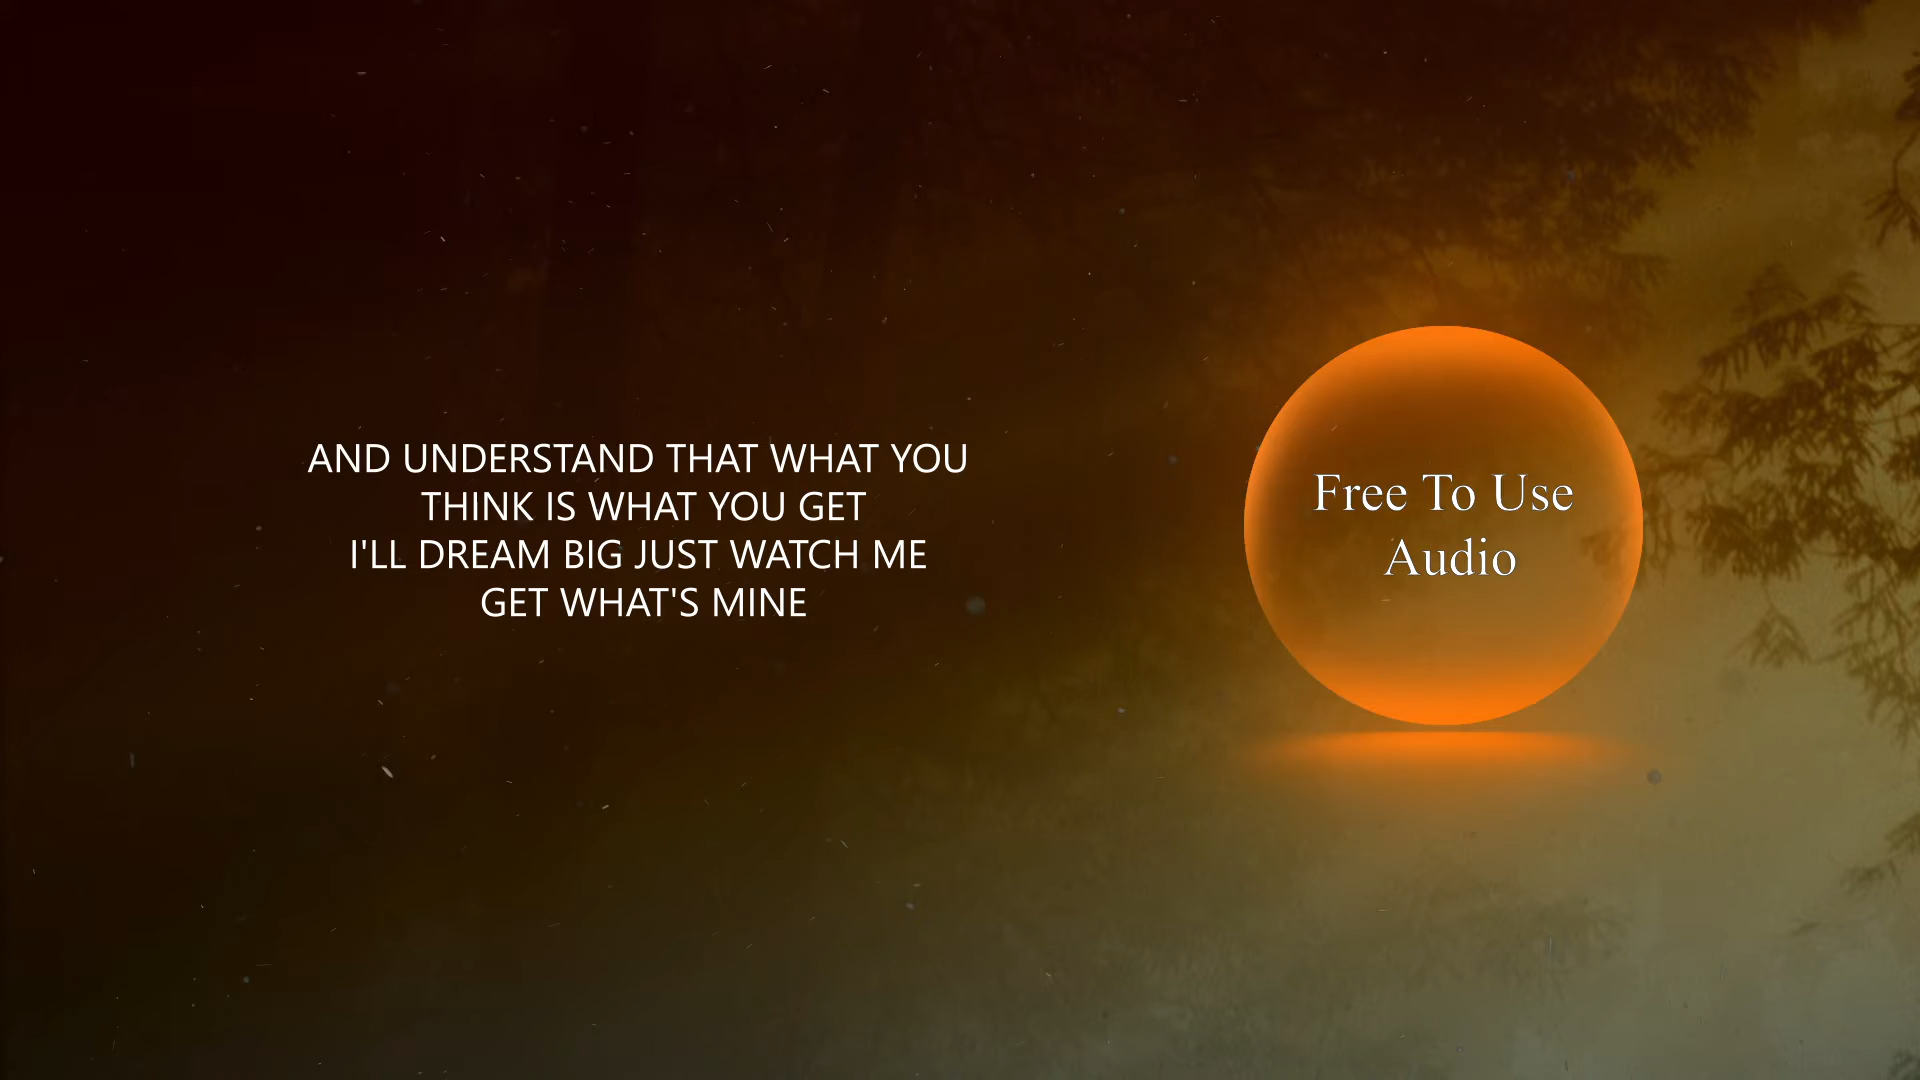 AND UNDERSTAND THAT WHAT YOU
THINK IS WHAT YOU GET
I'LL DREAM BIG JUST WATCH ME
GET WHAT'S MINE
Free To Use
Audio